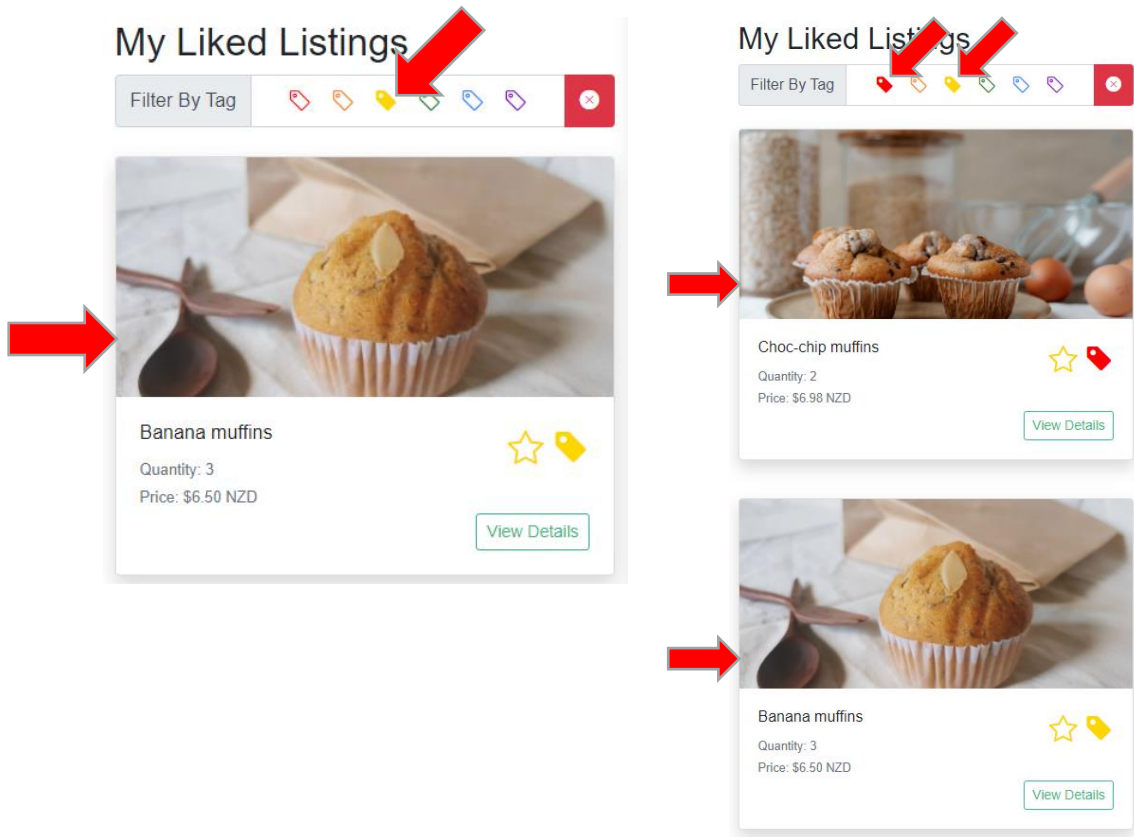 My Liked Listings
Filter By Tag
Banana muffins
Quantity: 3
Price: $6.50 NZD
View Details
My Liked Listings
Filter By Tag
Choc-chip muffins
Quantity: 2
Price: $6.98 NZD
View Details
Banana muffins
Quantity: 3
Price: $6.50 NZD
View Details